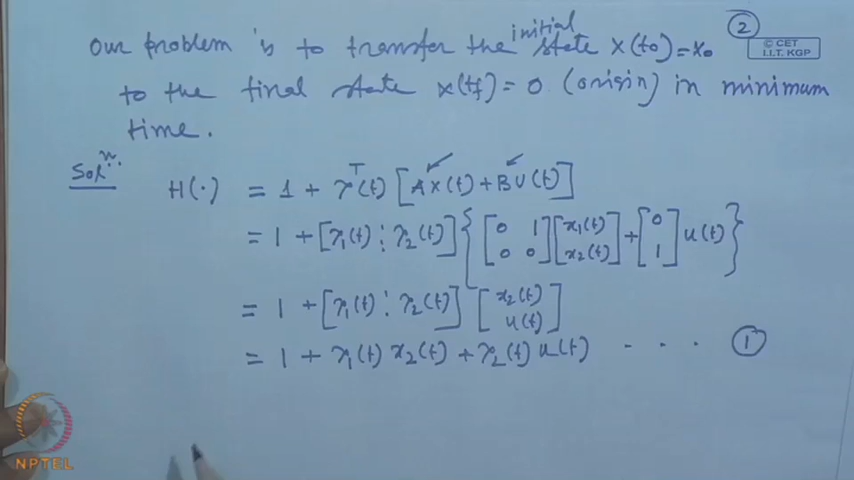 ②
© CET
I.I.T. KGP
Our problem is to transfer the initial state x(t0)=x0
to the final state x(tf)=0 (origin) in minimum
time.
Solⁿ.
H(·) = 1 + λᵀ(t) [Ax(t)+BU(t)]
= 1 + [λ1(t) ⋮ λ2(t)] { [0 1 0 0] [x1(t) x2(t)] + [0 1] u(t) }
= 1 + [λ1(t) ⋮ λ2(t)] [x2(t) u(t)]
= 1 + λ1(t) x2(t) + λ2(t) u(t) - - - ①
NPTEL